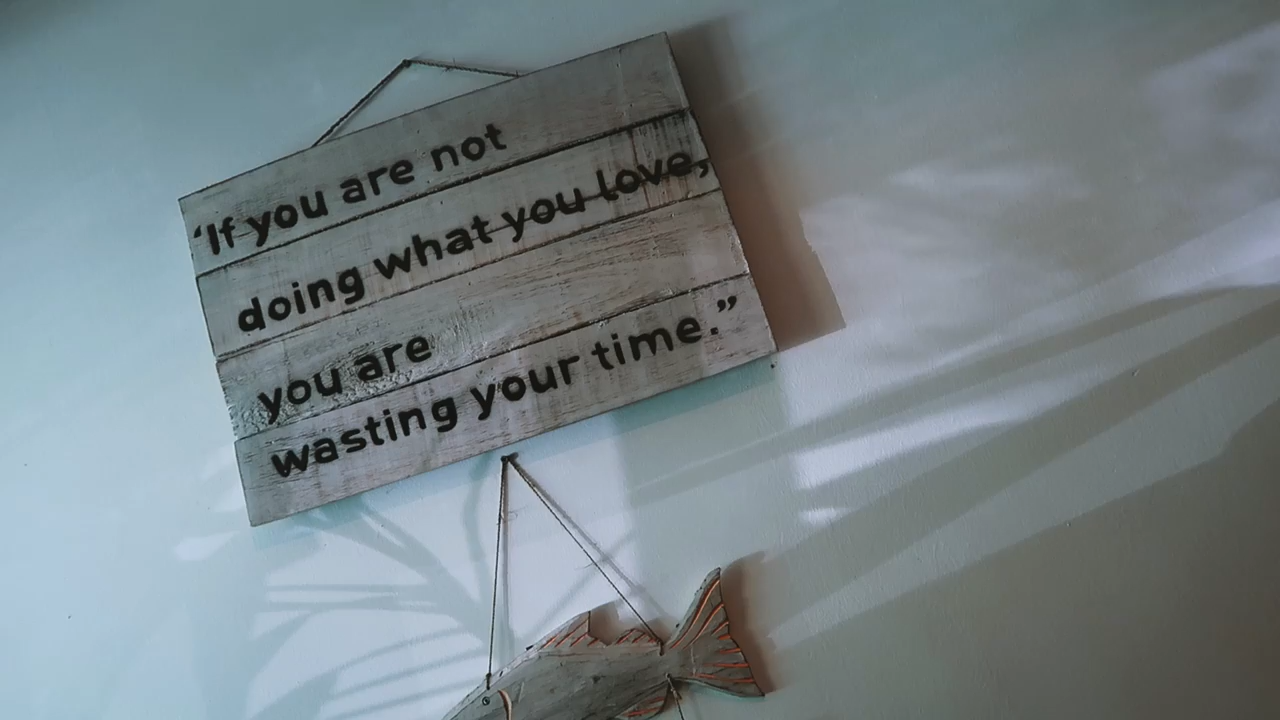 ‘If you are not
doing what you love,
you are
wasting your time.”